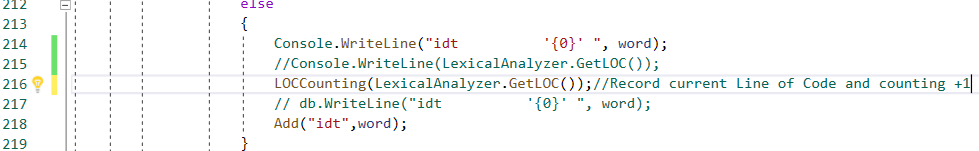 212 else
213 {
214 Console.WriteLine("idt '{0}' ", word);
215 //Console.WriteLine(LexicalAnalyzer.GetLOC());
216 LOCCounting(LexicalAnalyzer.GetLOC());//Record current Line of Code and counting +1
217 // db.WriteLine("idt '{0}' ", word);
218 Add("idt",word);
219 }